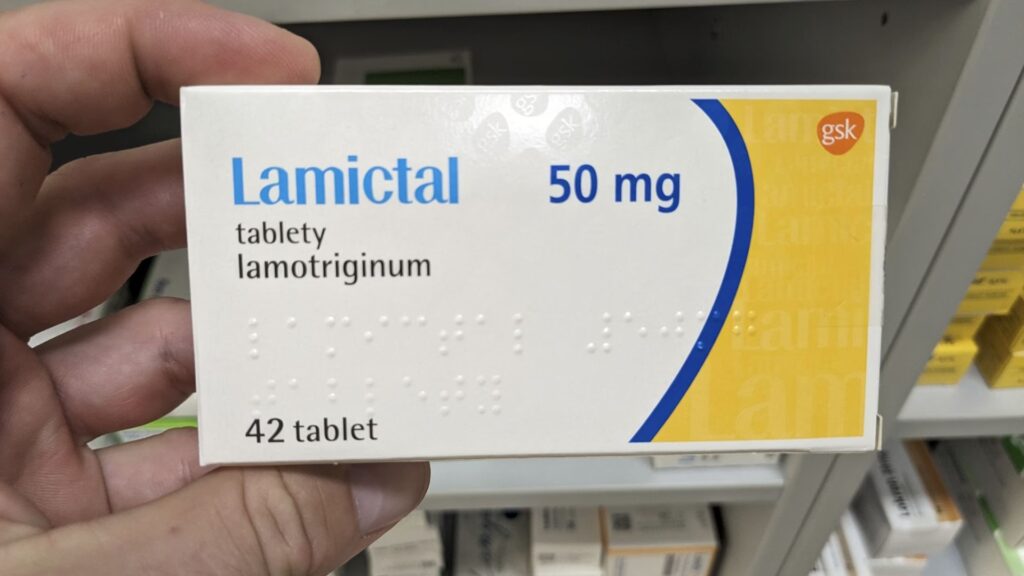 gsk
Lamictal 50 mg
tablety
lamotriginum
42 tablet